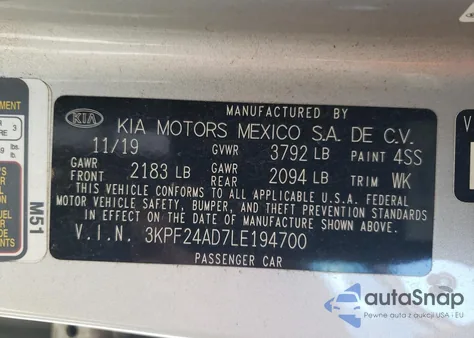 MANUFACTURED BY
KIA KIA MOTORS MEXICO S.A. DE C.V.
11/19 GVWR 3792 LB PAINT 4SS
GAWR FRONT 2183 LB GAWR REAR 2094 LB TRIM WK
THIS VEHICLE CONFORMS TO ALL APPLICABLE U.S.A. FEDERAL
MOTOR VEHICLE SAFETY, BUMPER, AND THEFT PREVENTION STANDARDS
IN EFFECT ON THE DATE OF MANUFACTURE SHOWN ABOVE.
V.I.N. 3KPF24AD7LE194700
PASSENGER CAR
M51
autoSnap
Pewne auta z aukcji USA i EU